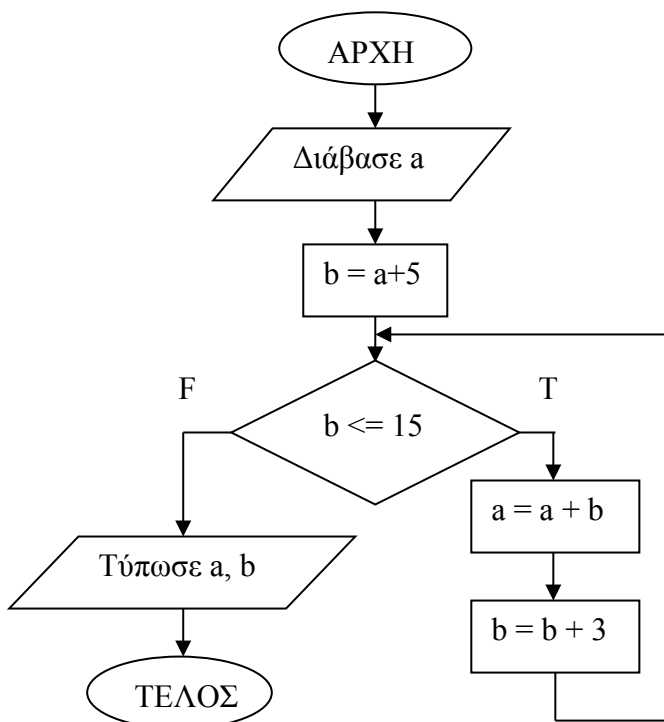 ΑΡΧΗ
Διάβασε a
b = a+5
F
T
b <= 15
a = a + b
Τύπωσε a, b
b = b + 3
ΤΕΛΟΣ